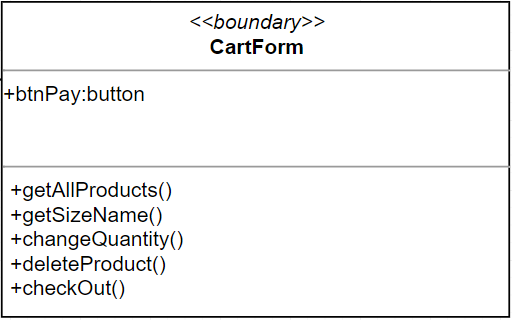 <<boundary>>
CartForm
+btnPay:button
+getAllProducts()
+getSizeName()
+changeQuantity()
+deleteProduct()
+checkOut()